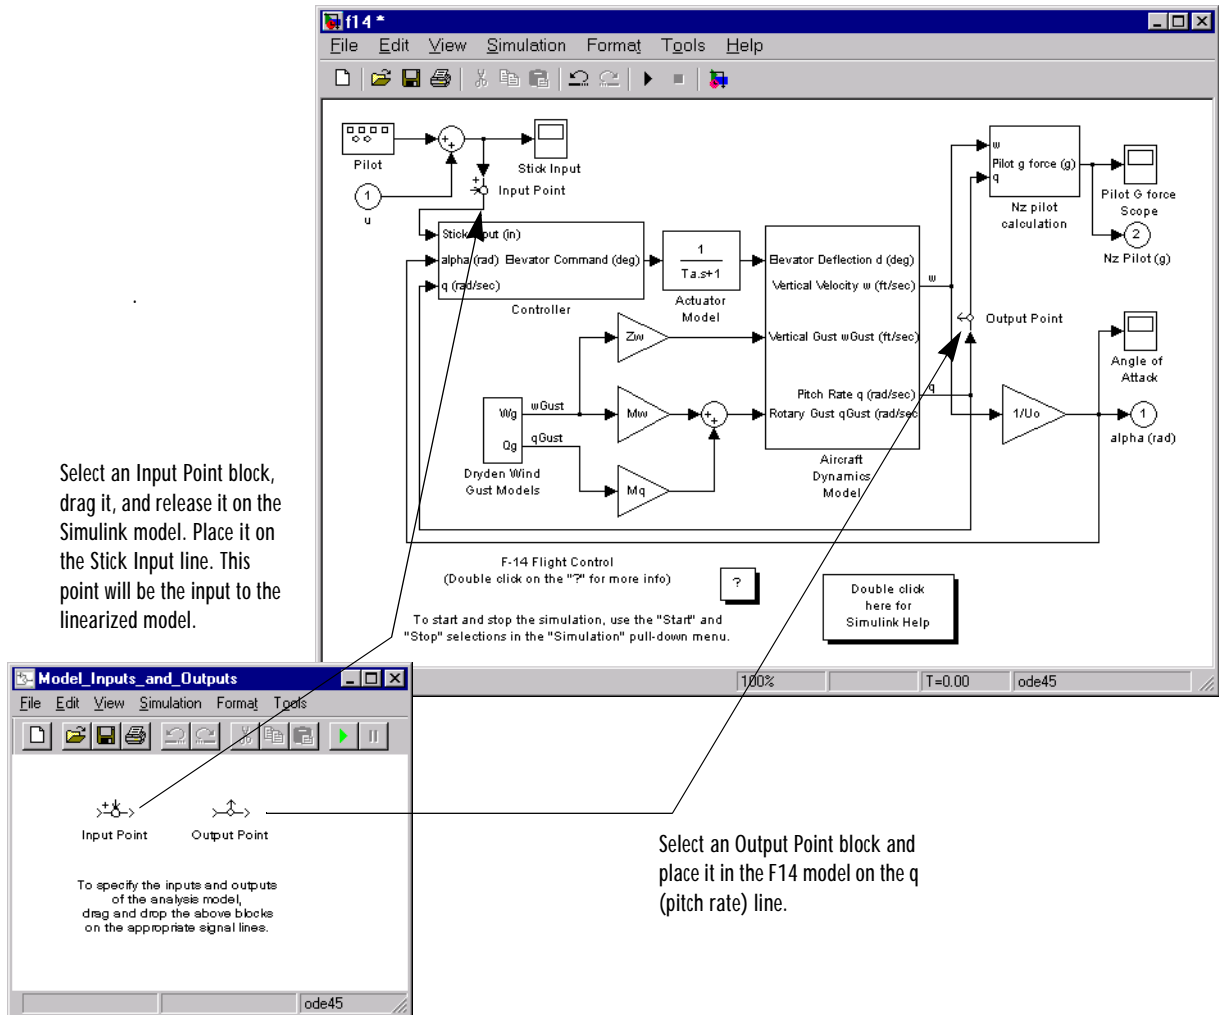 f14 *
File Edit View Simulation Format Tools Help
Pilot
Stick Input
1
u
Input Point
Stick Input (in)
alpha (rad) Elevator Command (deg)
q (rad/sec)
Controller
1
Ta.s+1
Actuator
Model
Elevator Deflection d (deg)
Vertical Velocity w (ft/sec)
Vertical Gust wGust (ft/sec)
Pitch Rate q (rad/sec)
Rotary Gust qGust (rad/sec
Aircraft
Dynamics
Model
w
q
w
Pilot g force (g)
q
Nz pilot
calculation
Pilot G force
Scope
2
Nz Pilot (g)
Output Point
Angle of
Attack
1/Uo
1
alpha (rad)
Zw
Mw
Mq
Wg
Qg
wGust
qGust
Dryden Wind
Gust Models
F-14 Flight Control
(Double click on the "?" for more info)
?
Double click
here for
Simulink Help
To start and stop the simulation, use the "Start" and
"Stop" selections in the "Simulation" pull-down menu.
100% T=0.00 ode45
Select an Input Point block,
drag it, and release it on the
Simulink model. Place it on
the Stick Input line. This
point will be the input to the
linearized model.
Model_Inputs_and_Outputs
File Edit View Simulation Format Tools
Input Point Output Point
To specify the inputs and outputs
of the analysis model,
drag and drop the above blocks
on the appropriate signal lines.
ode45
Select an Output Point block and
place it in the F14 model on the q
(pitch rate) line.